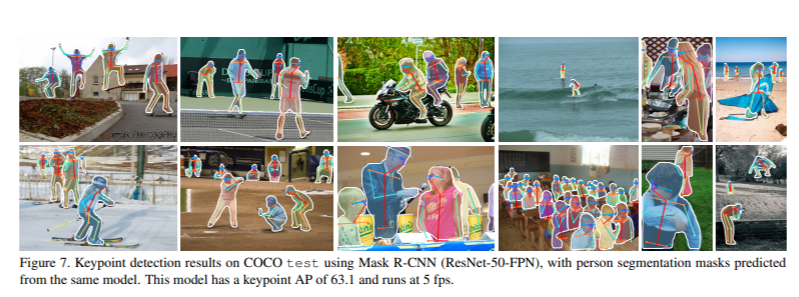 Figure 7. Keypoint detection results on COCO test using Mask R-CNN (ResNet-50-FPN), with person segmentation masks predicted
from the same model. This model has a keypoint AP of 63.1 and runs at 5 fps.